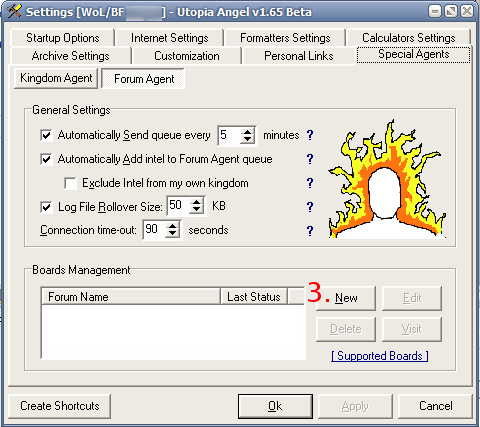 Settings [WoL/BF ] - Utopia Angel v1.65 Beta
Startup Options Internet Settings Formatters Settings Calculators Settings
Archive Settings Customization Personal Links Special Agents
Kingdom Agent Forum Agent
General Settings
Automatically Send queue every 5 minutes ?
Automatically Add intel to Forum Agent queue ?
Exclude Intel from my own kingdom ?
Log File Rollover Size: 50 KB ?
Connection time-out: 90 seconds ?
Boards Management
Forum Name Last Status 3. New Edit
Delete Visit
[ Supported Boards ]
Create Shortcuts Ok Apply Cancel